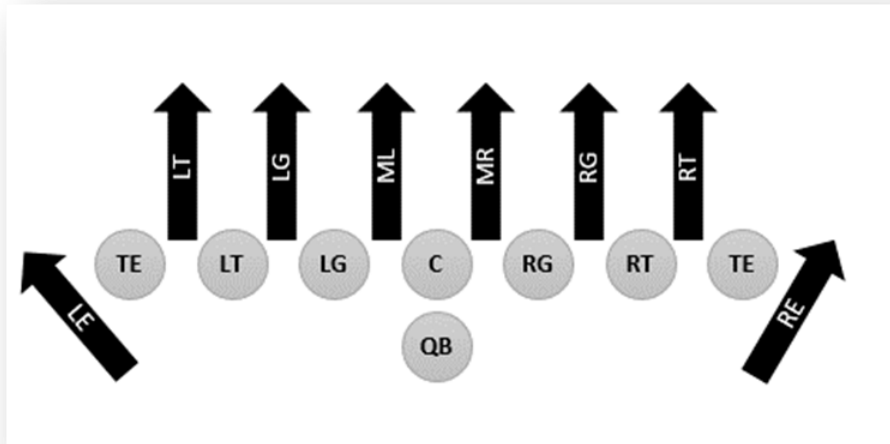 LT LG ML MR RG RT
TE LT LG C RG RT TE
LE RE
QB